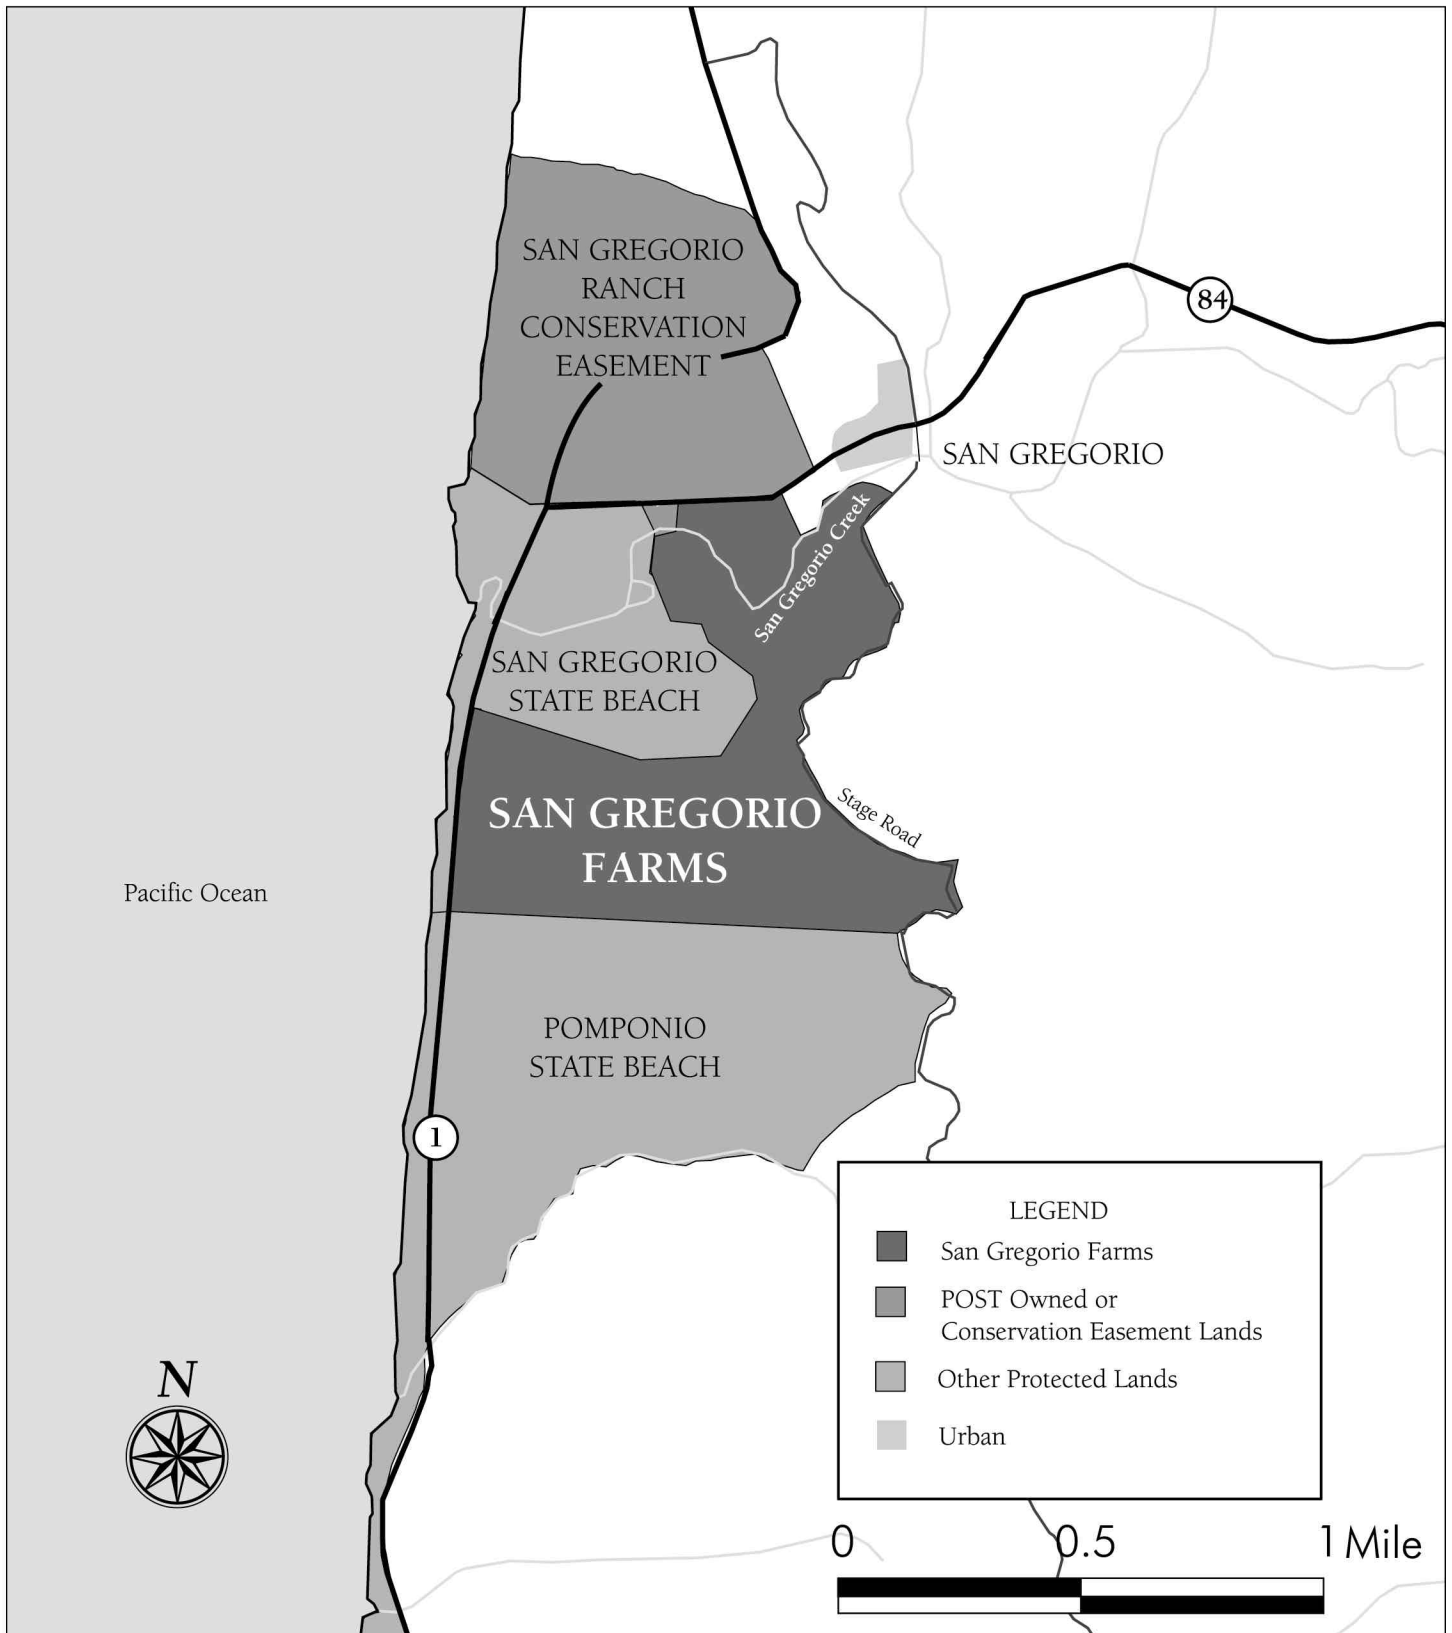 SAN GREGORIO
RANCH
CONSERVATION
EASEMENT
84
SAN GREGORIO
San Gregorio Creek
SAN GREGORIO
STATE BEACH
SAN GREGORIO
FARMS
Stage Road
Pacific Ocean
POMPONIO
STATE BEACH
1
LEGEND
San Gregorio Farms
POST Owned or
Conservation Easement Lands
Other Protected Lands
Urban
N
0 0.5 1 Mile